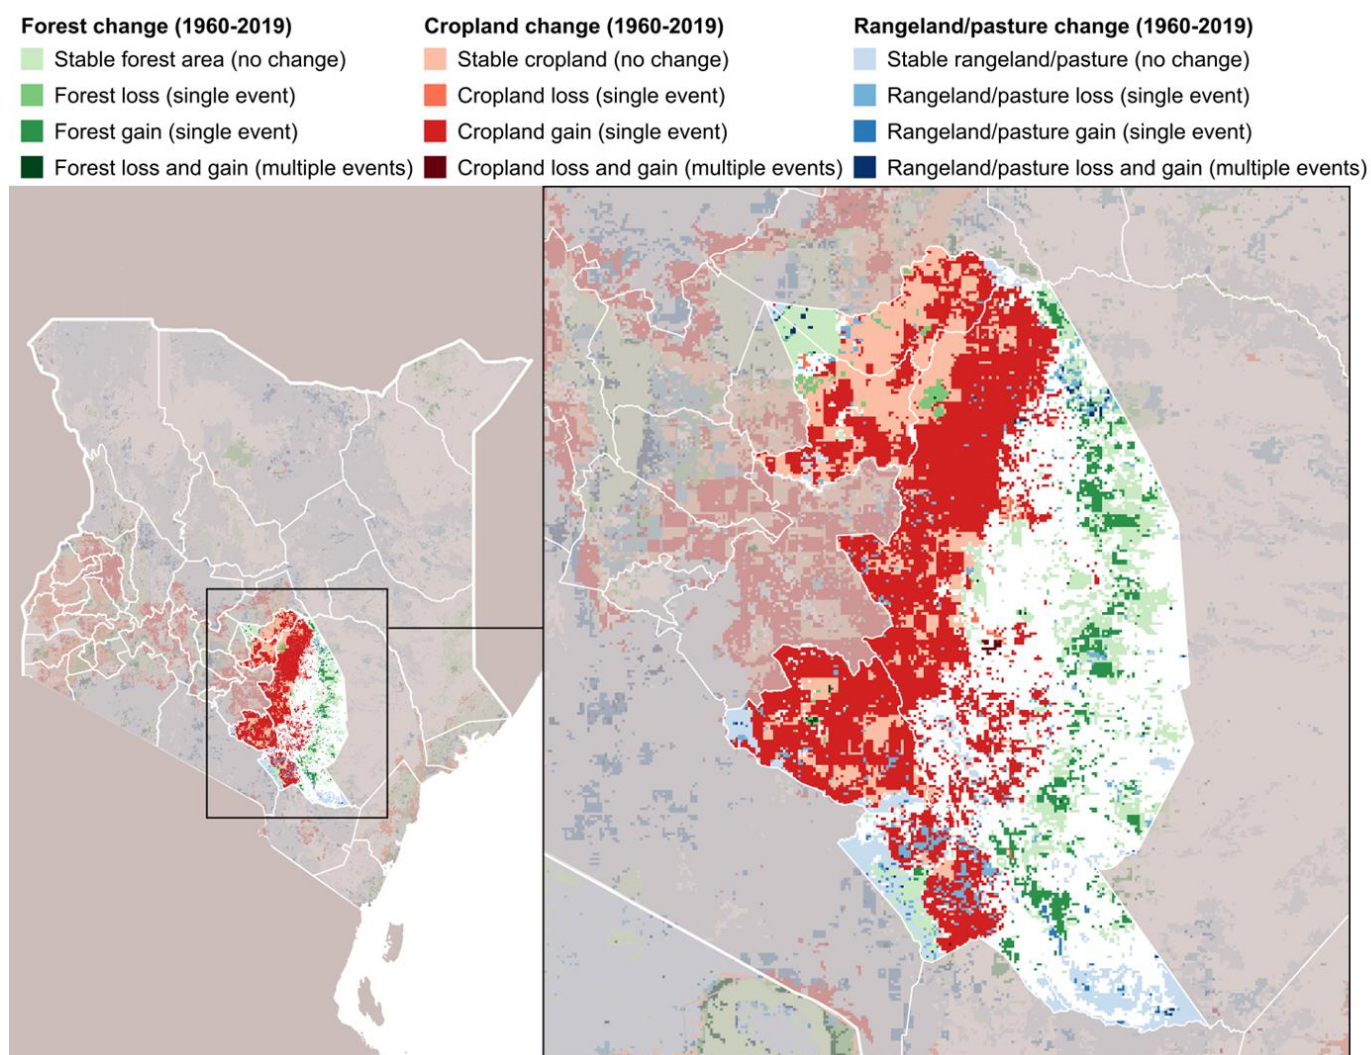 Forest change (1960-2019)
Stable forest area (no change)
Forest loss (single event)
Forest gain (single event)
Forest loss and gain (multiple events)
Cropland change (1960-2019)
Stable cropland (no change)
Cropland loss (single event)
Cropland gain (single event)
Cropland loss and gain (multiple events)
Rangeland/pasture change (1960-2019)
Stable rangeland/pasture (no change)
Rangeland/pasture loss (single event)
Rangeland/pasture gain (single event)
Rangeland/pasture loss and gain (multiple events)